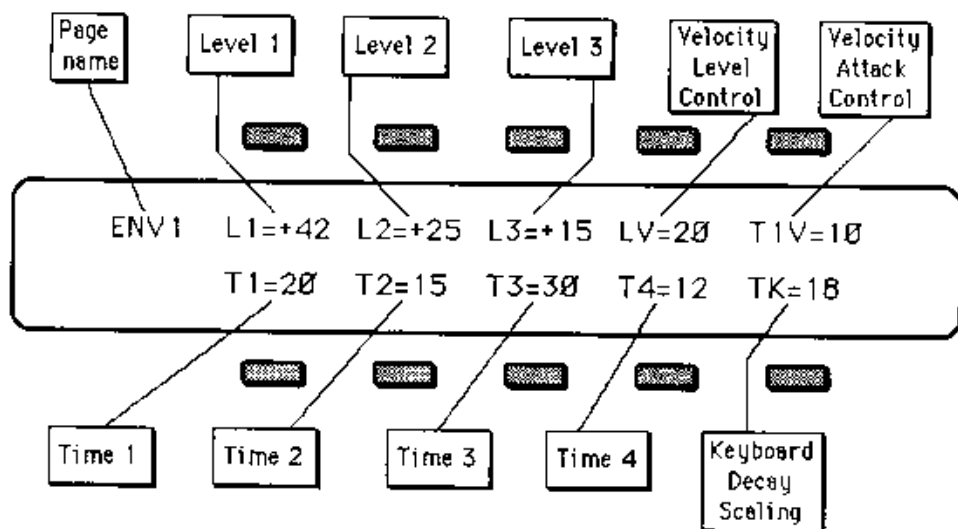 Page
name
Level 1
Level 2
Level 3
Velocity
Level
Control
Velocity
Attack
Control
ENV1 L1=+42 L2=+25 L3=+15 LV=20 T1V=10
T1=20 T2=15 T3=30 T4=12 TK=18
Time 1
Time 2
Time 3
Time 4
Keyboard
Decay
Scaling